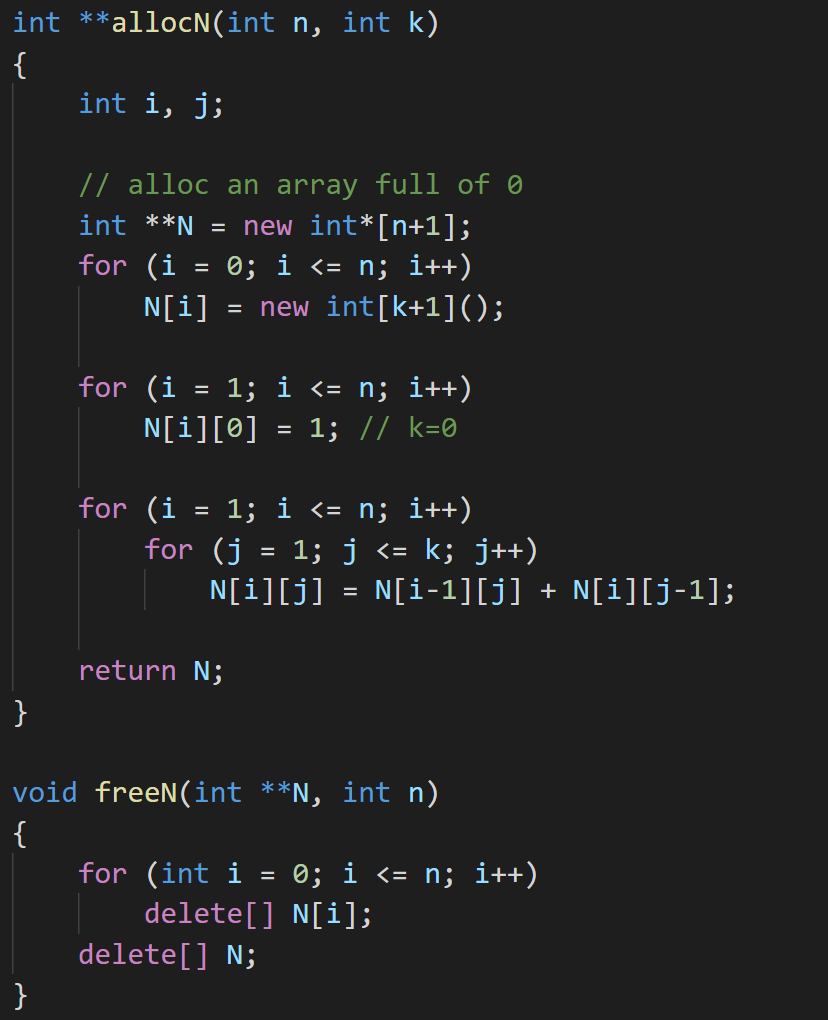 int **allocN(int n, int k)
{
    int i, j;

    // alloc an array full of 0
    int **N = new int*[n+1];
    for (i = 0; i <= n; i++)
        N[i] = new int[k+1]();

    for (i = 1; i <= n; i++)
        N[i][0] = 1; // k=0

    for (i = 1; i <= n; i++)
        for (j = 1; j <= k; j++)
            N[i][j] = N[i-1][j] + N[i][j-1];

    return N;
}

void freeN(int **N, int n)
{
    for (int i = 0; i <= n; i++)
        delete[] N[i];
    delete[] N;
}